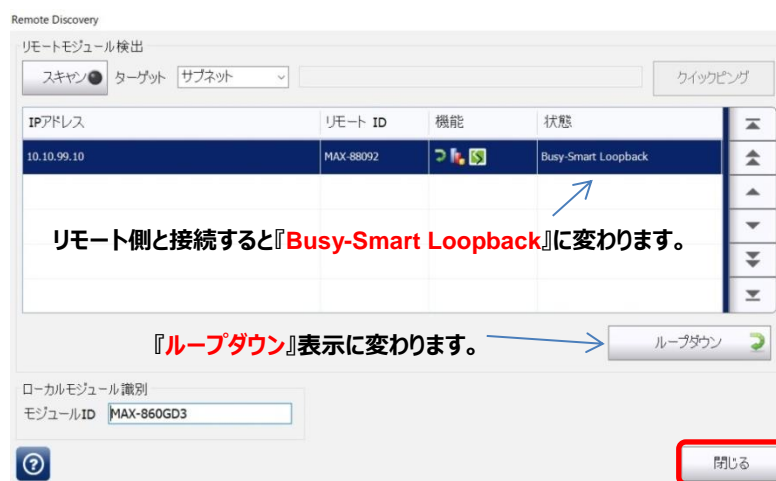 Remote Discovery
リモートモジュール検出
スキャン ターゲット サブネット クイックピング
IPアドレス リモート ID 機能 状態
10.10.99.10 MAX-88092 Busy-Smart Loopback
リモート側と接続すると『Busy-Smart Loopback』に変わります。
『ループダウン』表示に変わります。 ループダウン
ローカルモジュール識別
モジュールID MAX-860GD3
? 閉じる